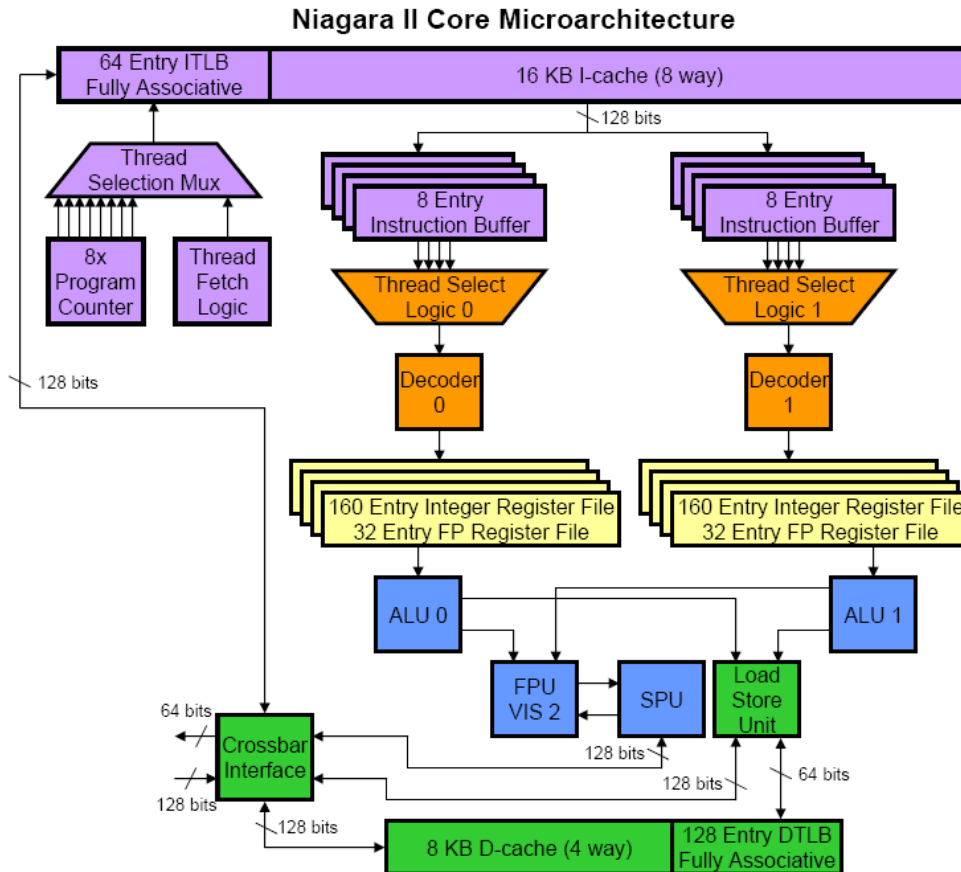 Niagara II Core Microarchitecture
64 Entry ITLB
Fully Associative
16 KB I-cache (8 way)
128 bits
Thread
Selection Mux
8 Entry
Instruction Buffer
8 Entry
Instruction Buffer
8x
Program
Counter
Thread
Fetch
Logic
Thread Select
Logic 0
Thread Select
Logic 1
128 bits
Decoder
0
Decoder
1
160 Entry Integer Register File
32 Entry FP Register File
160 Entry Integer Register File
32 Entry FP Register File
ALU 0
ALU 1
FPU
VIS 2
SPU
Load
Store
Unit
64 bits
Crossbar
Interface
128 bits
128 bits
128 bits
64 bits
128 bits
8 KB D-cache (4 way)
128 Entry DTLB
Fully Associative